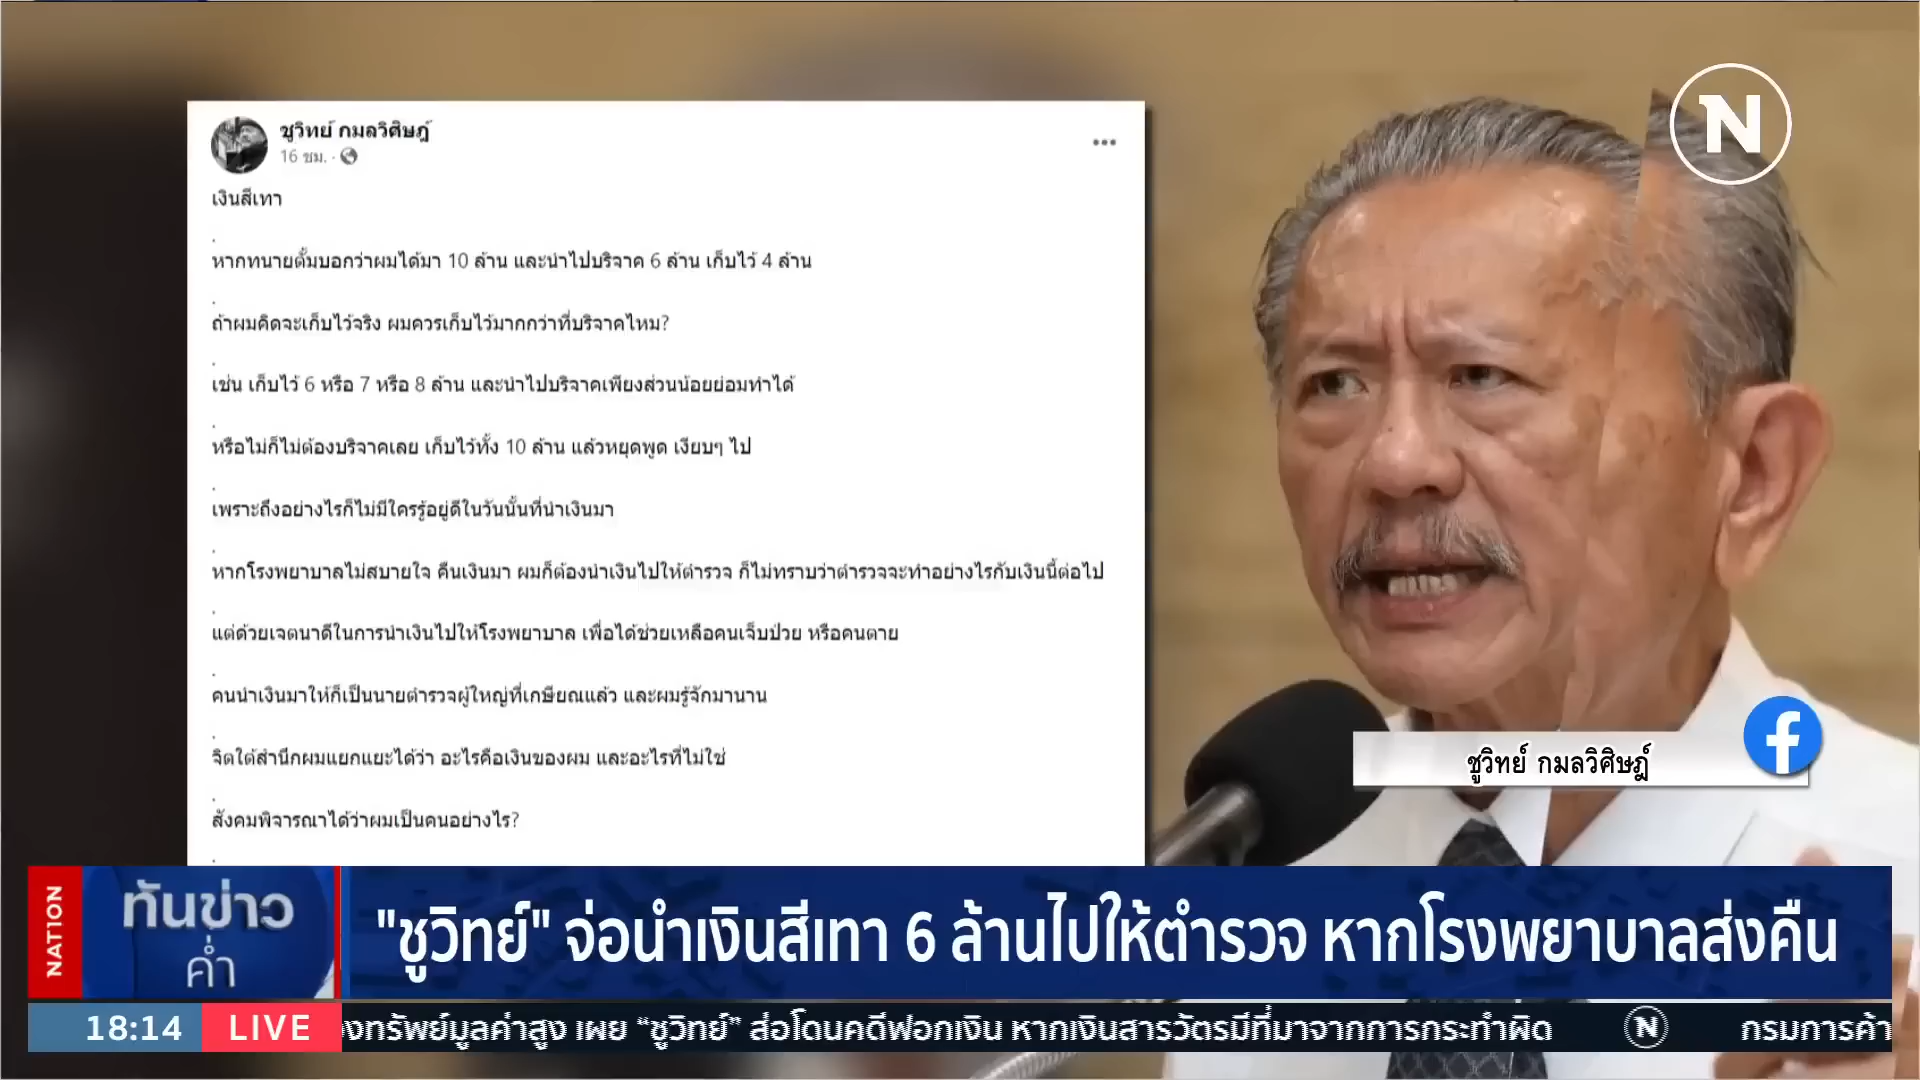 N
ชูวิทย์ กมลวิศิษฎ์
16 ชม.
เงินสีเทา
.
หากทนายตั้มบอกว่าผมได้มา 10 ล้าน และนำไปบริจาค 6 ล้าน เก็บไว้ 4 ล้าน
.
ถ้าผมคิดจะเก็บไว้จริง ผมควรเก็บไว้มากกว่าที่บริจาคไหม?
.
เช่น เก็บไว้ 6 หรือ 7 หรือ 8 ล้าน และนำไปบริจาคเพียงส่วนน้อยย่อมทำได้
.
หรือไม่ก็ไม่ต้องบริจาคเลย เก็บไว้ทั้ง 10 ล้าน แล้วหยุดพูด เงียบๆ ไป
.
เพราะถึงอย่างไรก็ไม่มีใครรู้อยู่ดีในวันนั้นที่นำเงินมา
.
หากโรงพยาบาลไม่สบายใจ คืนเงินมา ผมก็ต้องนำเงินไปให้ตำรวจ ก็ไม่ทราบว่าตำรวจจะทำอย่างไรกับเงินนี้ต่อไป
.
แต่ด้วยเจตนาดีในการนำเงินไปให้โรงพยาบาล เพื่อได้ช่วยเหลือคนเจ็บป่วย หรือคนตาย
.
คนนำเงินมาให้ก็เป็นนายตำรวจผู้ใหญ่ที่เกษียณแล้ว และผมรู้จักมานาน
.
จิตใต้สำนึกผมแยกแยะได้ว่า อะไรคือเงินของผม และอะไรที่ไม่ใช่
.
สังคมพิจารณาได้ว่าผมเป็นคนอย่างไร?
.
ชูวิทย์ กมลวิศิษฎ์
NATION
ทันข่าว
ค่ำ
"ชูวิทย์" จ่อนำเงินสีเทา 6 ล้านไปให้ตำรวจ หากโรงพยาบาลส่งคืน
18:14 LIVE
องทรัพย์มูลค่าสูง เผย “ชูวิทย์” ส่อโดนคดีฟอกเงิน หากเงินสารวัตรมีที่มาจากการกระทำผิด N กรมการค้า